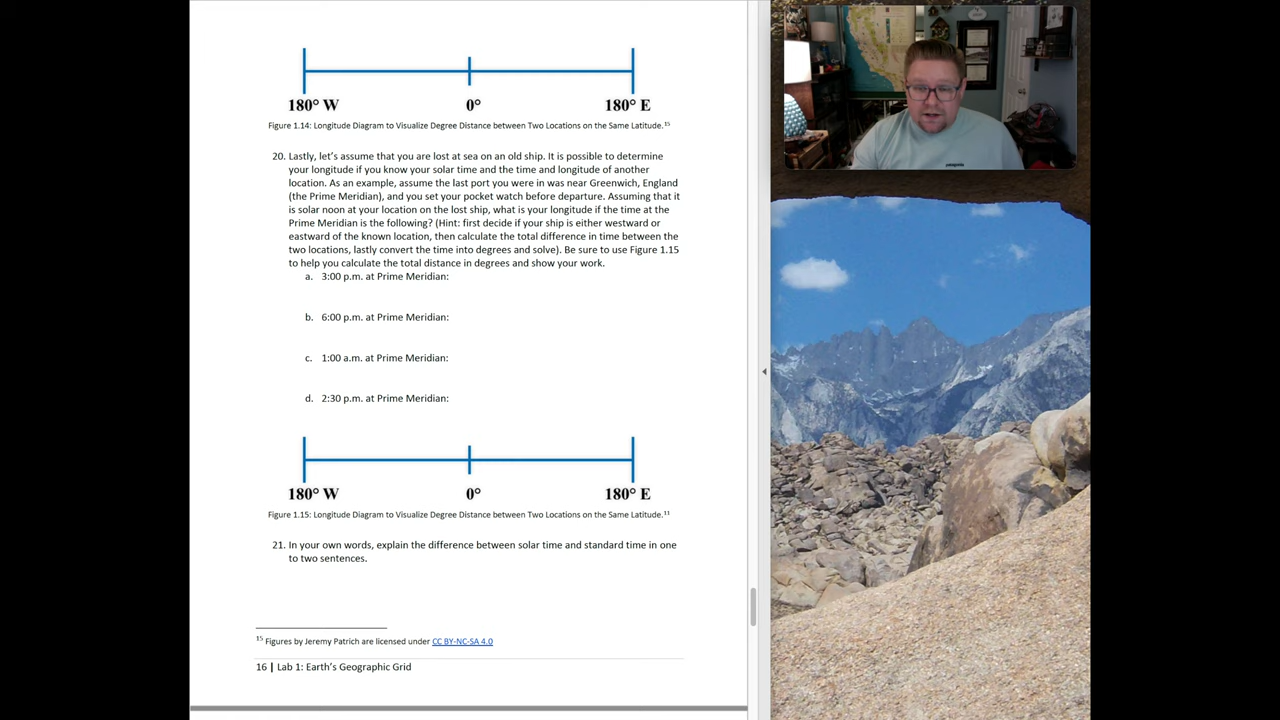 180° W 0° 180° E
Figure 1.14: Longitude Diagram to Visualize Degree Distance between Two Locations on the Same Latitude.¹⁵
20. Lastly, let’s assume that you are lost at sea on an old ship. It is possible to determine
your longitude if you know your solar time and the time and longitude of another
location. As an example, assume the last port you were in was near Greenwich, England
(the Prime Meridian), and you set your pocket watch before departure. Assuming that it
is solar noon at your location on the lost ship, what is your longitude if the time at the
Prime Meridian is the following? (Hint: first decide if your ship is either westward or
eastward of the known location, then calculate the total difference in time between the
two locations, lastly convert the time into degrees and solve). Be sure to use Figure 1.15
to help you calculate the total distance in degrees and show your work.
a. 3:00 p.m. at Prime Meridian:
b. 6:00 p.m. at Prime Meridian:
c. 1:00 a.m. at Prime Meridian:
d. 2:30 p.m. at Prime Meridian:
180° W 0° 180° E
Figure 1.15: Longitude Diagram to Visualize Degree Distance between Two Locations on the Same Latitude.¹³
21. In your own words, explain the difference between solar time and standard time in one
to two sentences.
¹⁵ Figures by Jeremy Patrich are licensed under CC BY-NC-SA 4.0
16 | Lab 1: Earth’s Geographic Grid